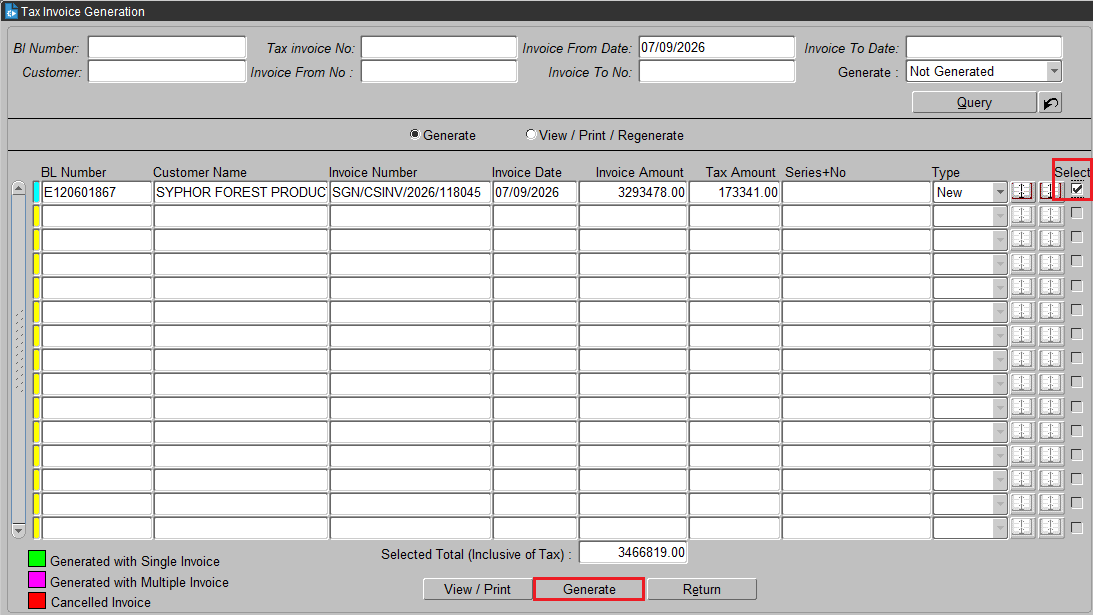 Tax Invoice Generation
Bl Number: Tax invoice No: Invoice From Date: 07/09/2026 Invoice To Date:
Customer: Invoice From No : Invoice To No: Generate : Not Generated
Query
Generate View / Print / Regenerate
BL Number Customer Name Invoice Number Invoice Date Invoice Amount Tax Amount Series+No Type Select
E120601867 SYPHOR FOREST PRODUC SGN/CSINV/2026/118045 07/09/2026 3293478.00 173341.00 New
Selected Total (Inclusive of Tax) : 3466819.00
Generated with Single Invoice
Generated with Multiple Invoice
View / Print Generate Return
Cancelled Invoice